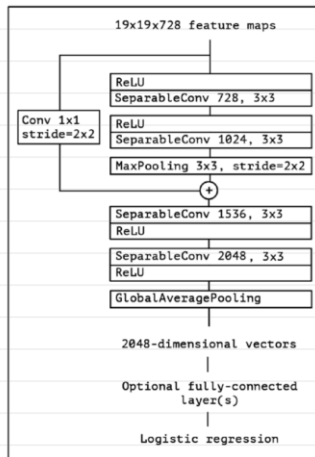 19x19x728 feature maps
ReLU
SeparableConv 728, 3x3
Conv 1x1
stride=2x2
ReLU
SeparableConv 1024, 3x3
MaxPooling 3x3, stride=2x2
+
SeparableConv 1536, 3x3
ReLU
SeparableConv 2048, 3x3
ReLU
GlobalAveragePooling
2048-dimensional vectors
Optional fully-connected
layer(s)
Logistic regression